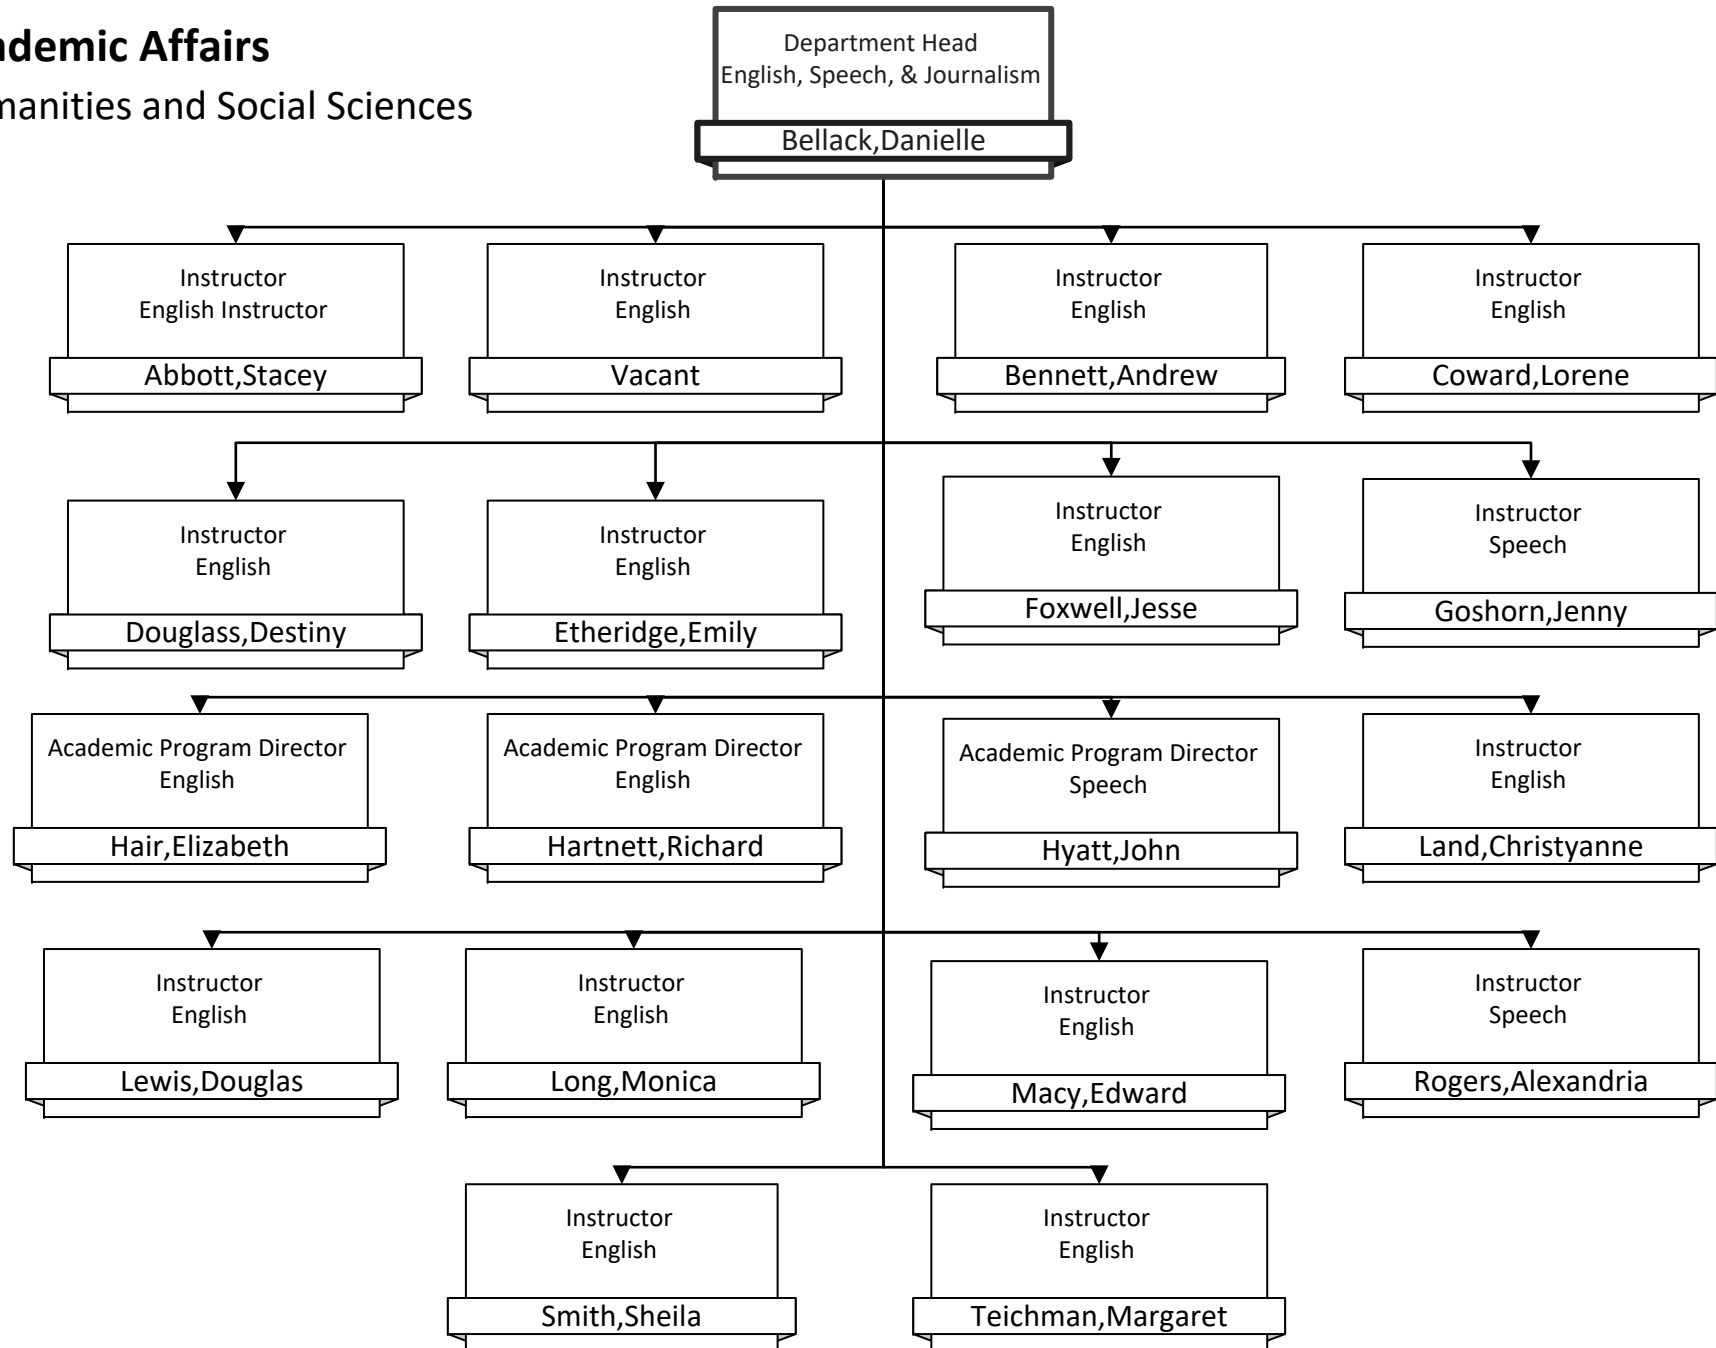 ademic Affairs
manities and Social Sciences
Department Head
English, Speech, & Journalism
Bellack,Danielle
Instructor
English Instructor
Abbott,Stacey
Instructor
English
Vacant
Instructor
English
Bennett,Andrew
Instructor
English
Coward,Lorene
Instructor
English
Douglass,Destiny
Instructor
English
Etheridge,Emily
Instructor
English
Foxwell,Jesse
Instructor
Speech
Goshorn,Jenny
Academic Program Director
English
Hair,Elizabeth
Academic Program Director
English
Hartnett,Richard
Academic Program Director
Speech
Hyatt,John
Instructor
English
Land,Christyanne
Instructor
English
Lewis,Douglas
Instructor
English
Long,Monica
Instructor
English
Macy,Edward
Instructor
Speech
Rogers,Alexandria
Instructor
English
Smith,Sheila
Instructor
English
Teichman,Margaret